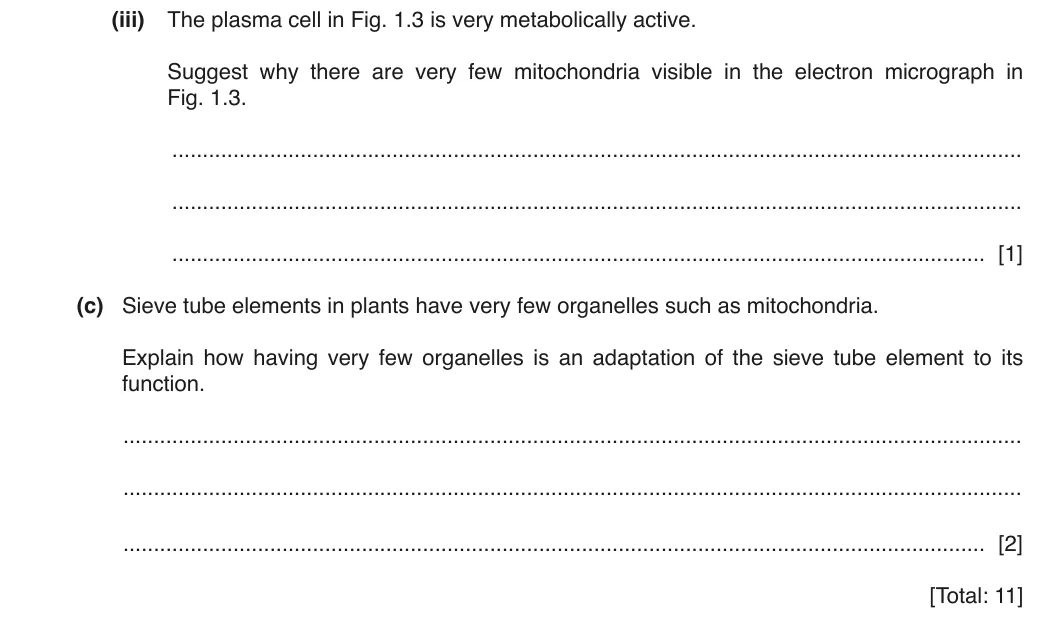 (iii) The plasma cell in Fig. 1.3 is very metabolically active.
Suggest why there are very few mitochondria visible in the electron micrograph in
Fig. 1.3.
...................................................................................................................................
...................................................................................................................................
............................................................................................................................. [1]
(c) Sieve tube elements in plants have very few organelles such as mitochondria.
Explain how having very few organelles is an adaptation of the sieve tube element to its
function.
...........................................................................................................................................
...........................................................................................................................................
..................................................................................................................................... [2]
[Total: 11]